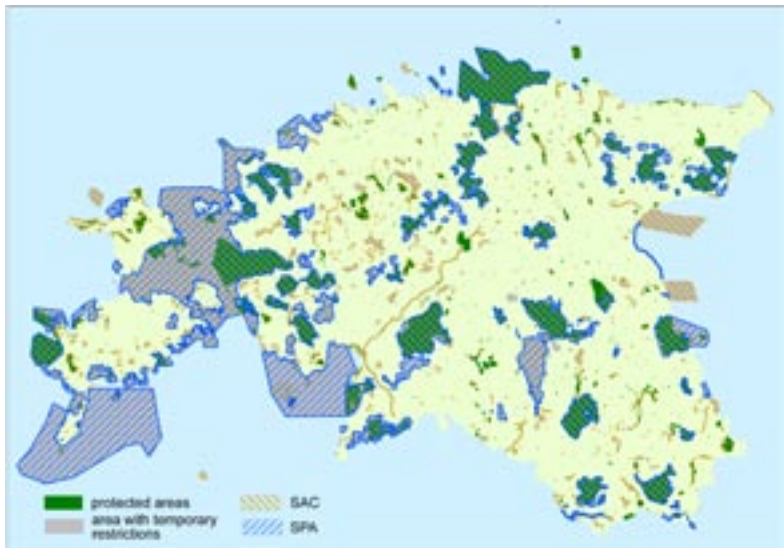 protected areas
area with temporary
restrictions
SAC
SPA